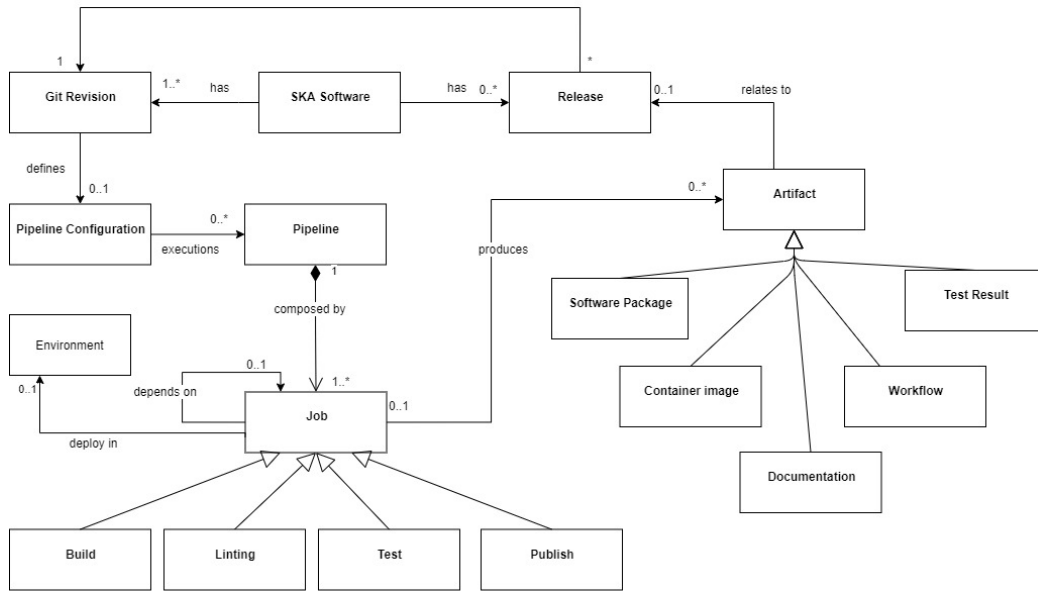 1
*
1..*
has
has
0..*
0..1
relates to
Git Revision
SKA Software
Release
defines
0..1
0..*
Artifact
Pipeline Configuration
0..*
executions
Pipeline
1
produces
composed by
Software Package
Test Result
Environment
0..1
0..1
depends on
1..*
0..1
Job
deploy in
Container image
Workflow
Documentation
Build
Linting
Test
Publish